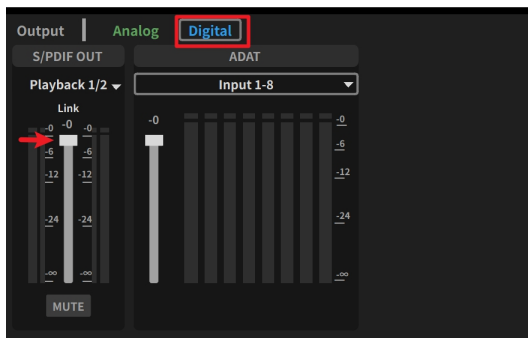 Output Analog Digital
S/PDIF OUT ADAT
Playback 1/2 Input 1-8
Link
-0 -0 -0 -0 -0
-6 -6 -6
-12 -12 -12
-24 -24 -24
-∞ -∞ -∞
MUTE